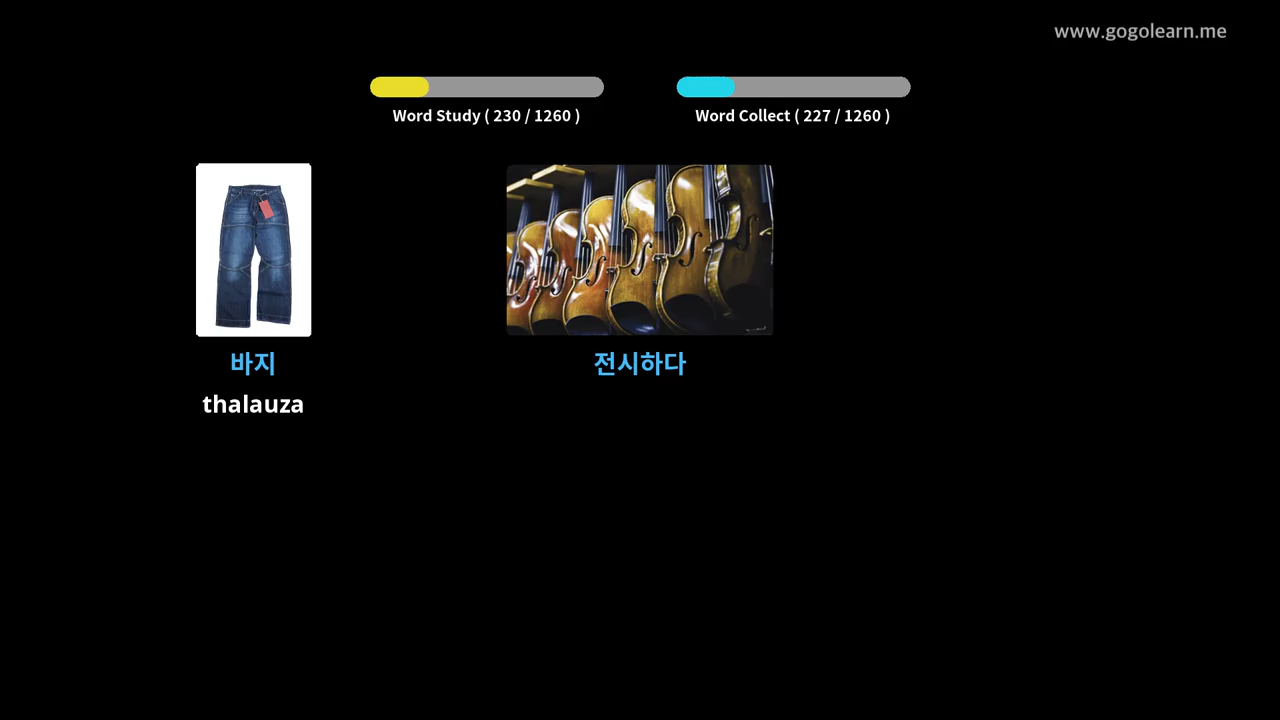 www.gogolearn.me
Word Study ( 230 / 1260 )
Word Collect ( 227 / 1260 )
바지
전시하다
thalauza